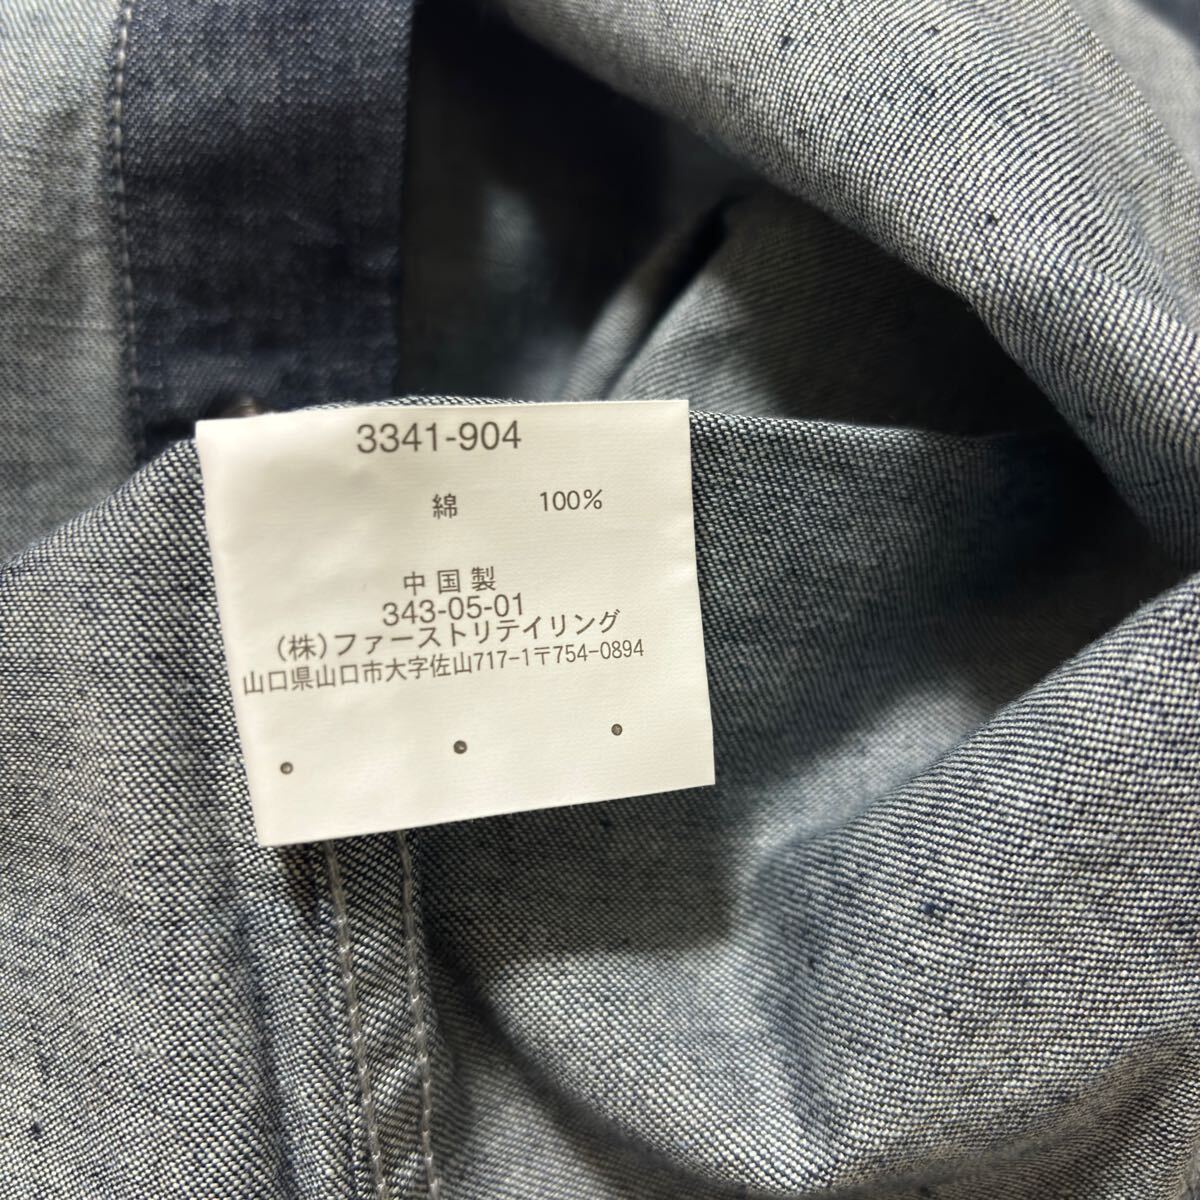 3341-904
綿 100%
中国製
343-05-01
(株)ファーストリテイリング
山口県山口市大字佐山717-1〒754-0894